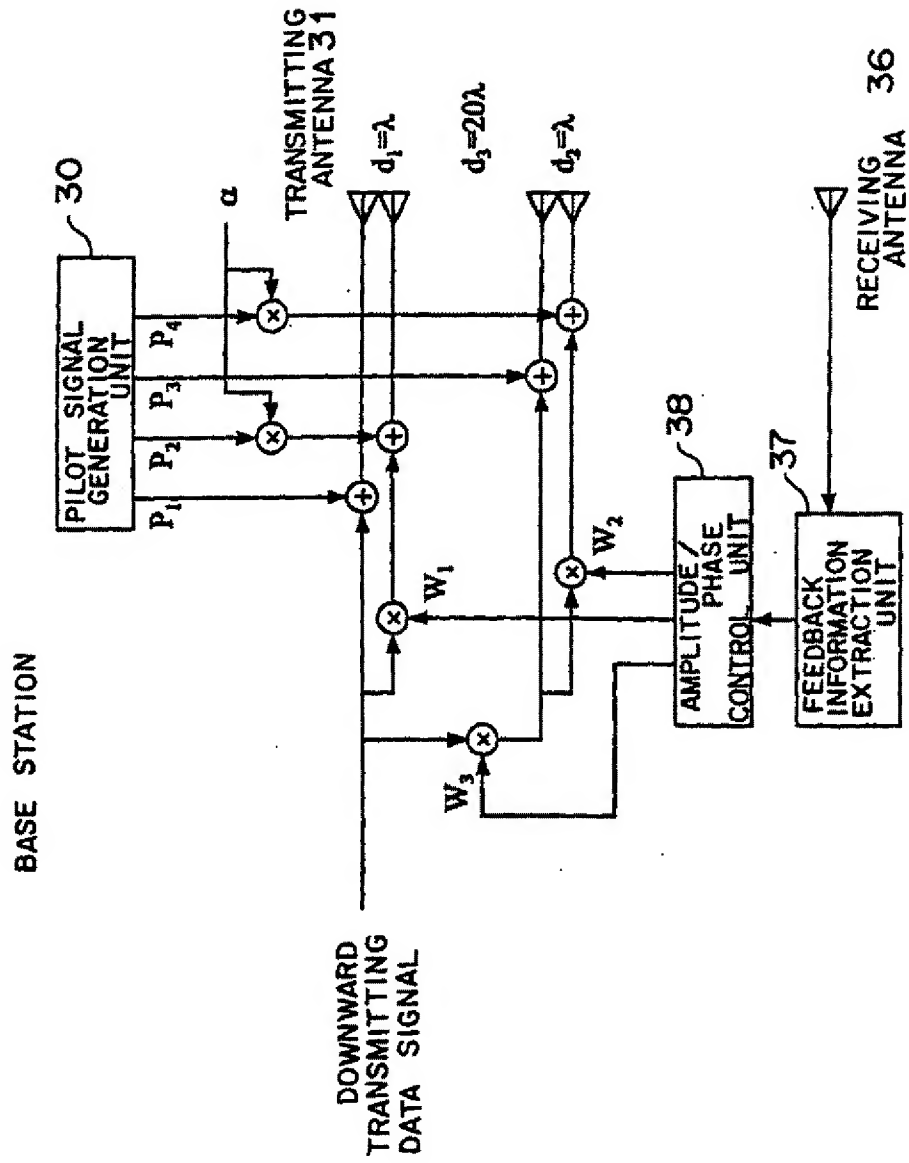 BASE STATION
PILOT SIGNAL
GENERATION
UNIT
30
P1
P2
P3
P4
α
TRANSMITTING
ANTENNA 31
d1=λ
d3=20λ
d2=λ
DOWNWARD
TRANSMITTING
DATA SIGNAL
W3
W1
W2
AMPLITUDE/
PHASE
CONTROL UNIT
38
FEEDBACK
INFORMATION
EXTRACTION
UNIT
37
RECEIVING
ANTENNA 36